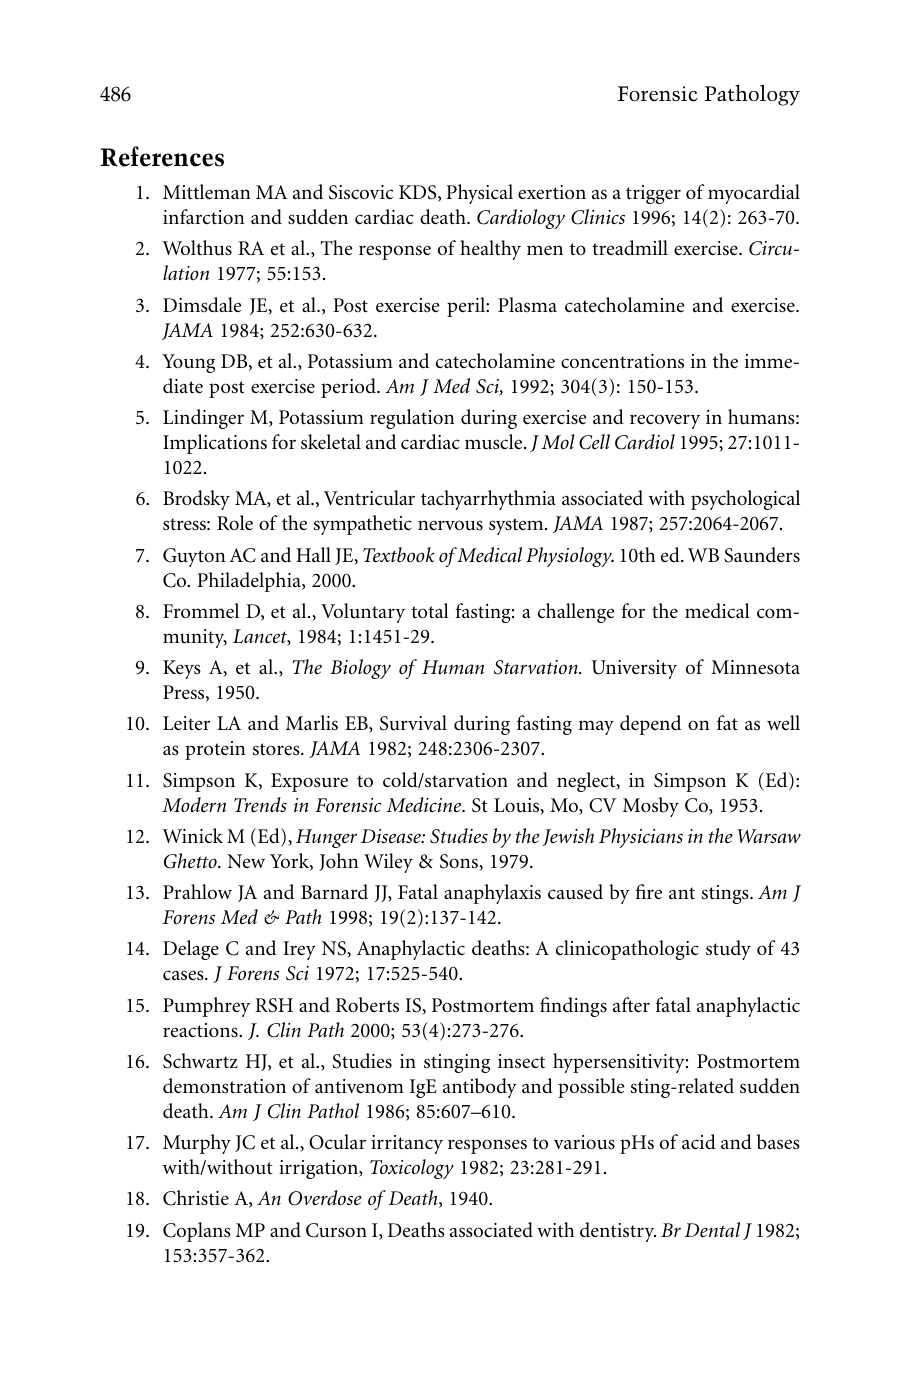 486 Forensic Pathology
References
1. Mittleman MA and Siscovic KDS, Physical exertion as a trigger of myocardial
infarction and sudden cardiac death. Cardiology Clinics 1996; 14(2): 263-70.
2. Wolthus RA et al., The response of healthy men to treadmill exercise. Circu-
lation 1977; 55:153.
3. Dimsdale JE, et al., Post exercise peril: Plasma catecholamine and exercise.
JAMA 1984; 252:630-632.
4. Young DB, et al., Potassium and catecholamine concentrations in the imme-
diate post exercise period. Am J Med Sci, 1992; 304(3): 150-153.
5. Lindinger M, Potassium regulation during exercise and recovery in humans:
Implications for skeletal and cardiac muscle. J Mol Cell Cardiol 1995; 27:1011-
1022.
6. Brodsky MA, et al., Ventricular tachyarrhythmia associated with psychological
stress: Role of the sympathetic nervous system. JAMA 1987; 257:2064-2067.
7. Guyton AC and Hall JE, Textbook of Medical Physiology. 10th ed. WB Saunders
Co. Philadelphia, 2000.
8. Frommel D, et al., Voluntary total fasting: a challenge for the medical com-
munity, Lancet, 1984; 1:1451-29.
9. Keys A, et al., The Biology of Human Starvation. University of Minnesota
Press, 1950.
10. Leiter LA and Marlis EB, Survival during fasting may depend on fat as well
as protein stores. JAMA 1982; 248:2306-2307.
11. Simpson K, Exposure to cold/starvation and neglect, in Simpson K (Ed):
Modern Trends in Forensic Medicine. St Louis, Mo, CV Mosby Co, 1953.
12. Winick M (Ed), Hunger Disease: Studies by the Jewish Physicians in the Warsaw
Ghetto. New York, John Wiley & Sons, 1979.
13. Prahlow JA and Barnard JJ, Fatal anaphylaxis caused by fire ant stings. Am J
Forens Med & Path 1998; 19(2):137-142.
14. Delage C and Irey NS, Anaphylactic deaths: A clinicopathologic study of 43
cases. J Forens Sci 1972; 17:525-540.
15. Pumphrey RSH and Roberts IS, Postmortem findings after fatal anaphylactic
reactions. J. Clin Path 2000; 53(4):273-276.
16. Schwartz HJ, et al., Studies in stinging insect hypersensitivity: Postmortem
demonstration of antivenom IgE antibody and possible sting-related sudden
death. Am J Clin Pathol 1986; 85:607–610.
17. Murphy JC et al., Ocular irritancy responses to various pHs of acid and bases
with/without irrigation, Toxicology 1982; 23:281-291.
18. Christie A, An Overdose of Death, 1940.
19. Coplans MP and Curson I, Deaths associated with dentistry. Br Dental J 1982;
153:357-362.